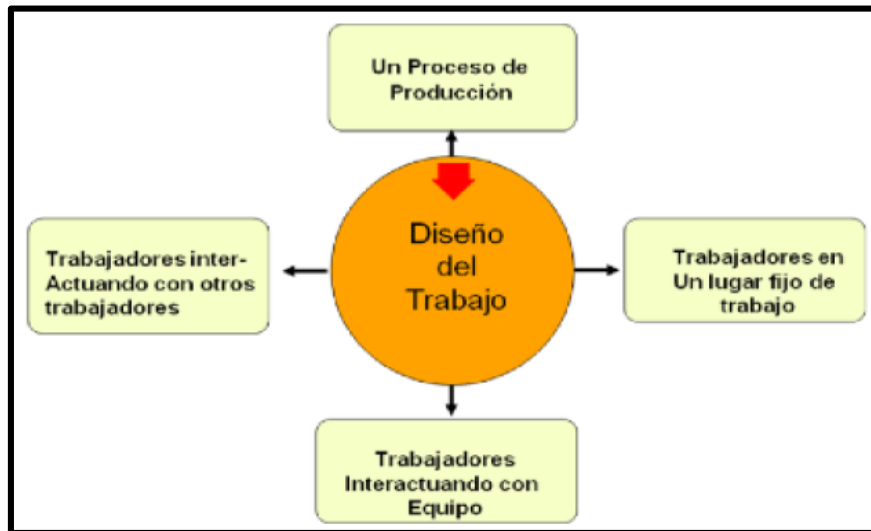 Un Proceso de
Producción
Diseño
del
Trabajo
Trabajadores inter-
Actuando con otros
trabajadores
Trabajadores en
Un lugar fijo de
trabajo
Trabajadores
Interactuando con
Equipo